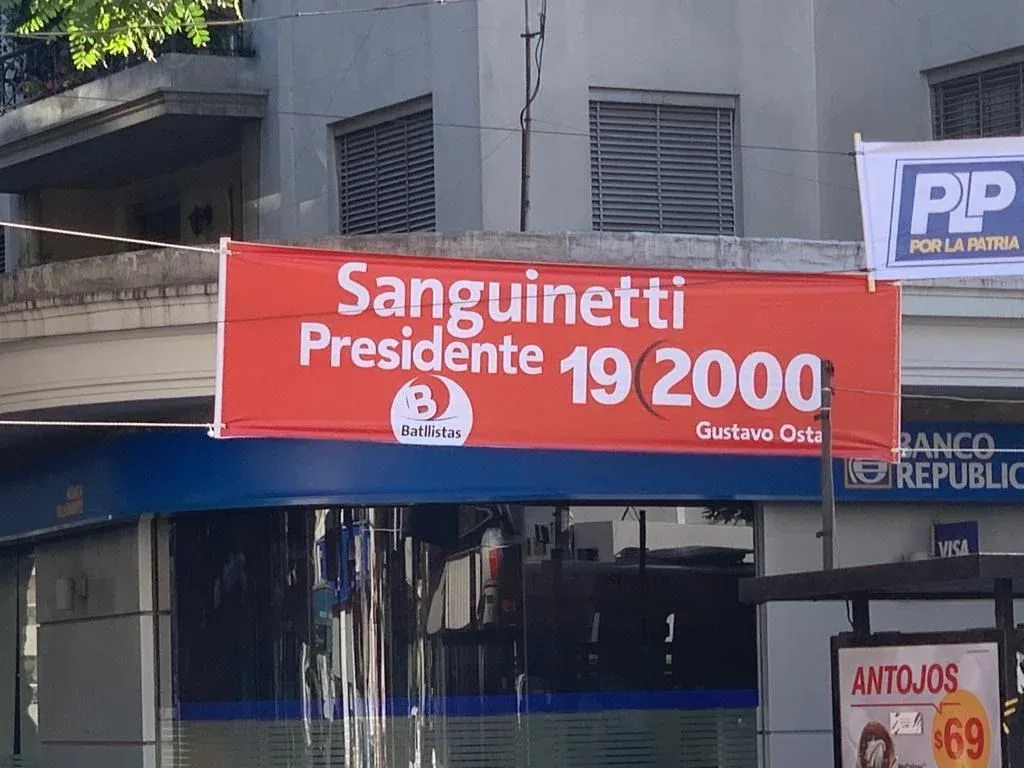 Sanguinetti
Presidente 19(2000
B
Batllistas
Gustavo Osta
PLP
POR LA PATRIA
BANCO
REPUBLIC
VISA
ANTOJOS
$69